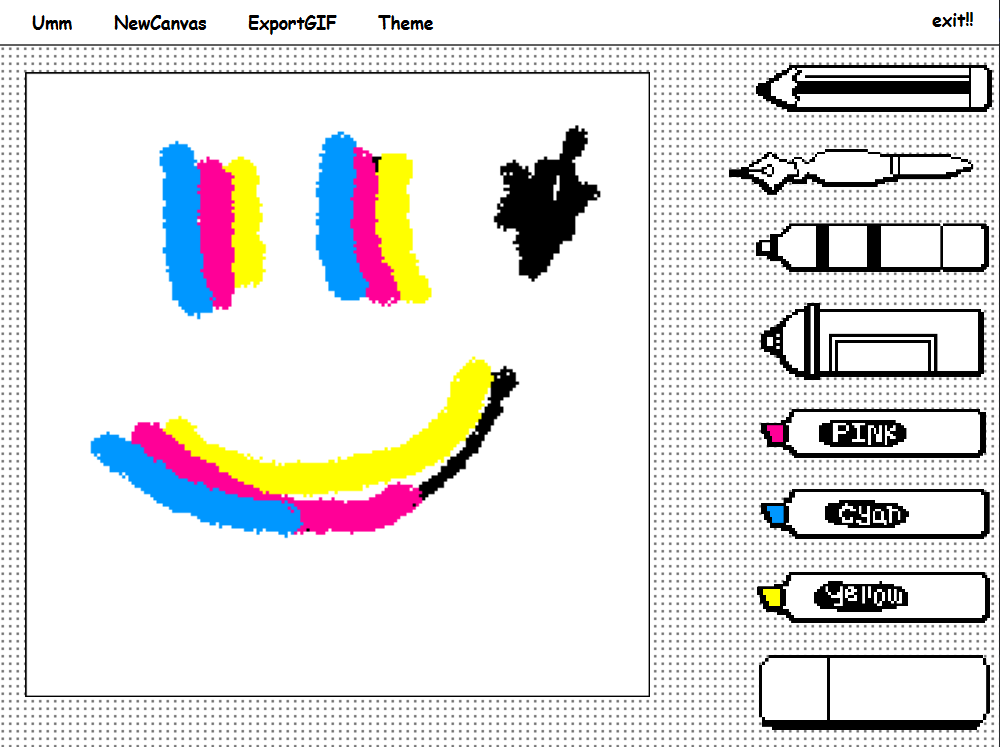 Umm NewCanvas ExportGIF Theme exit!!
PINK
Cyan
Yellow